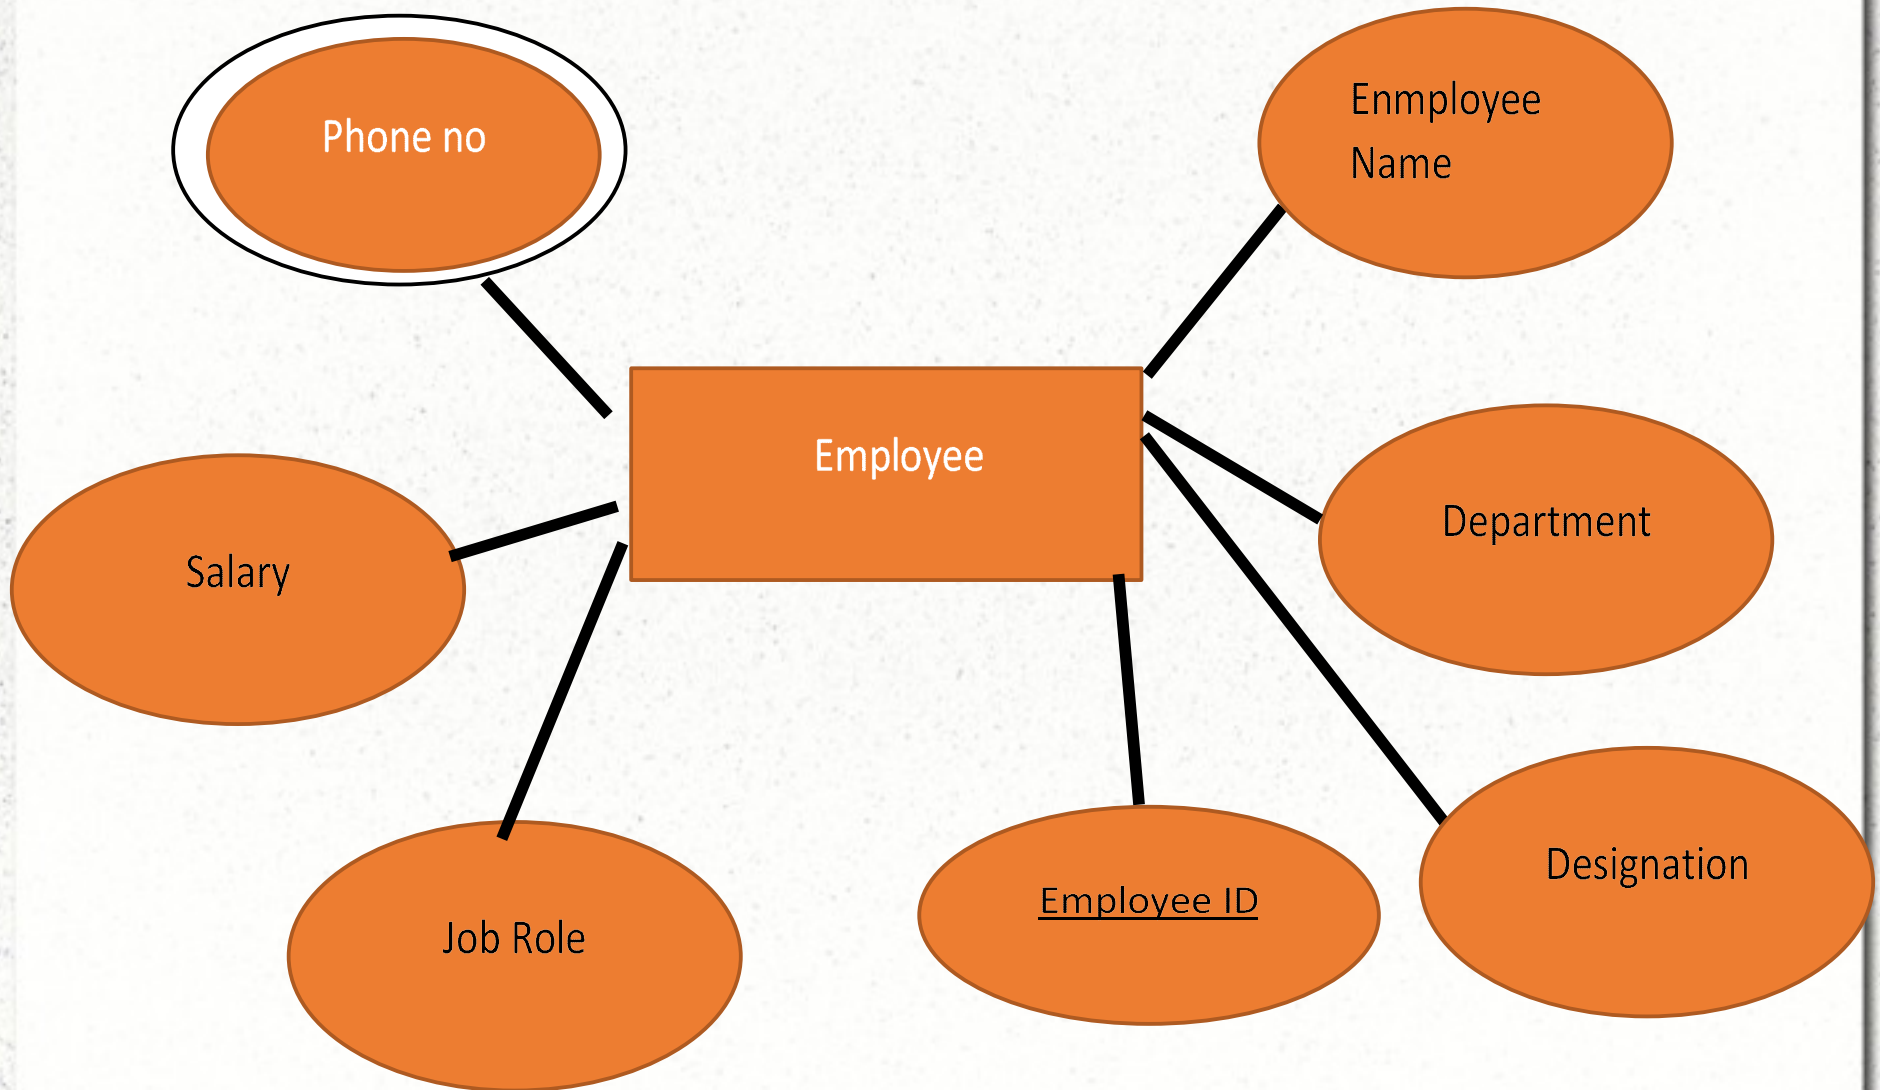 Phone no
Enmployee
Name
Employee
Department
Salary
Designation
Employee ID
Job Role